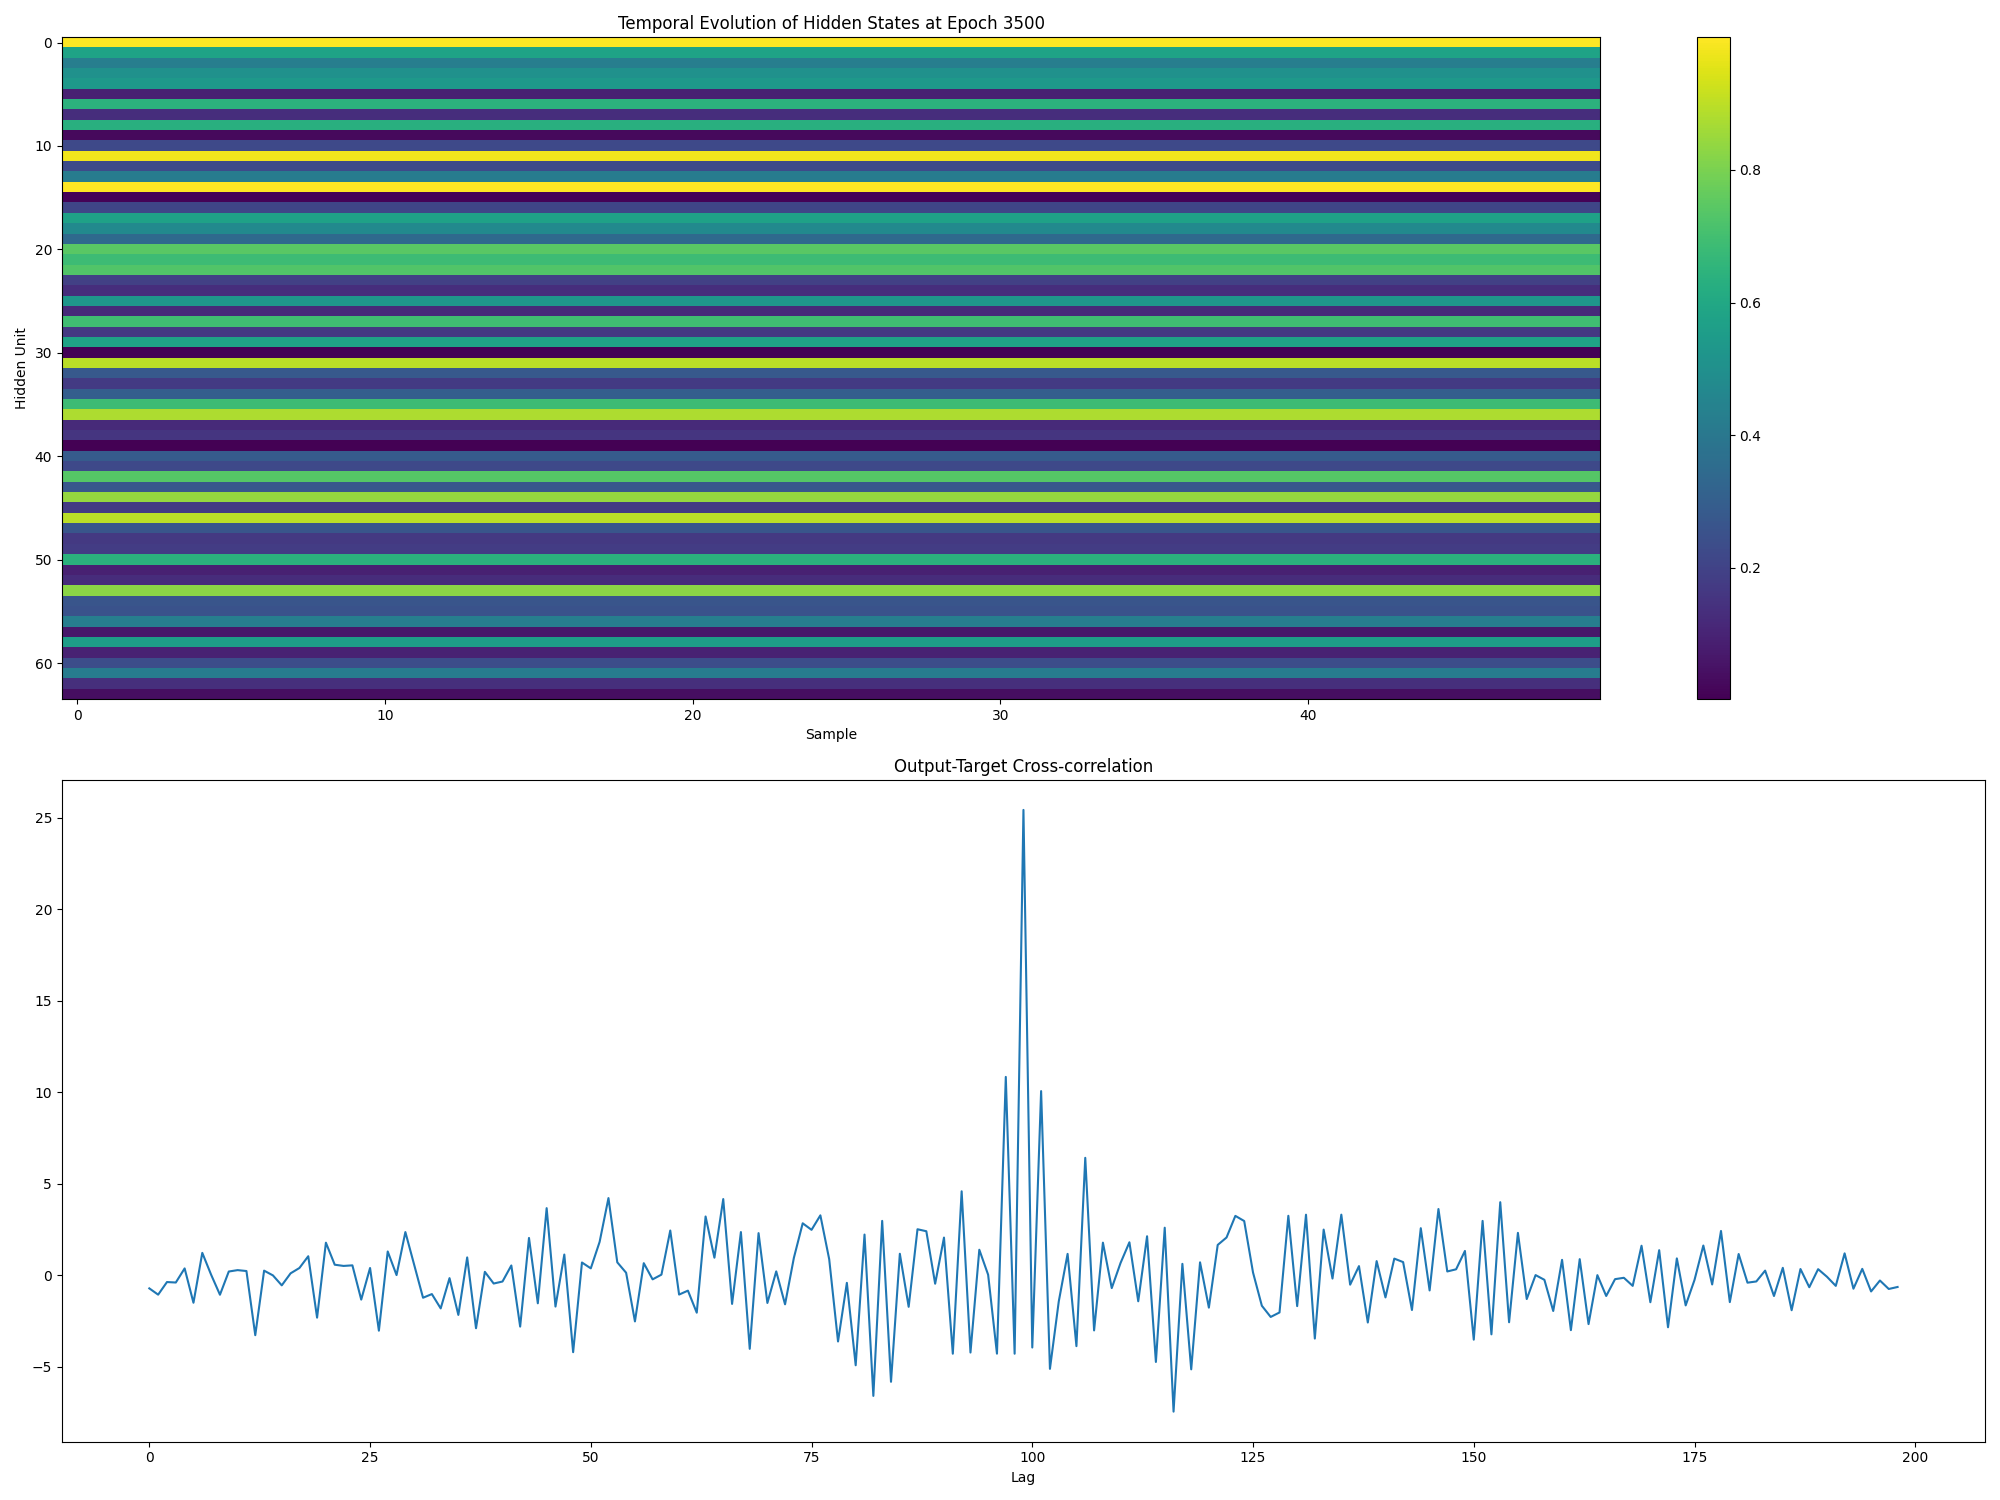 Temporal Evolution of Hidden States at Epoch 3500
Hidden Unit
0
10
20
30
40
50
60
0 10 20 30 40
Sample
0.8
0.6
0.4
0.2
Output-Target Cross-correlation
25
20
15
10
5
0
−5
0 25 50 75 100 125 150 175 200
Lag